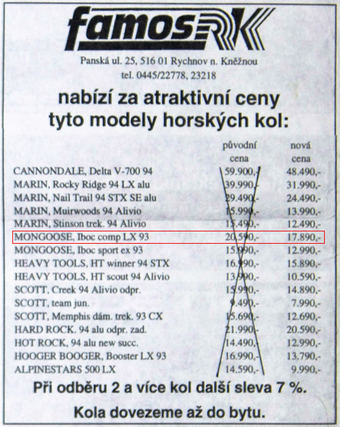 famosRK
Panská ul. 25, 516 01 Rychnov n. Kněžnou
tel. 0445/22778, 23218
nabízí za atraktivní ceny
tyto modely horských kol:
původní nová
cena cena
CANNONDALE, Delta V-700 94 59.900,- 48.490,-
MARIN, Rocky Ridge 94 LX alu 39.990,- 31.990,-
MARIN, Nail Trail 94 STX SE alu 29.490,- 24.490,-
MARIN, Muirwoods 94 Alivio 15.990,- 13.990,-
MARIN, Stinson trek. 94 Alivio 15.490,- 12.490,-
MONGOOSE, Iboc comp LX 93 20.590,- 17.890,-
MONGOOSE, Iboc sport ex 93 15.990,- 12.990,-
HEAVY TOOLS, HT winner 94 STX 16.990,- 15.890,-
HEAVY TOOLS, HT scout 94 Alivio 13.990,- 10.590,-
SCOTT, Creek 94 Alivio odpr. 15.990,- 14.890,-
SCOTT, team jun. 9.490,- 7.990,-
SCOTT, Memphis dám. trek. 93 CX 15.690,- 12.690,-
HARD ROCK. 94 alu odpr. zad. 21.990,- 20.590,-
HOT ROCK, 94 alu new succ. 14.490,- 12.990,-
HOOGER BOOGER, Booster LX 93 16.990,- 13.790,-
ALPINESTARS 500 LX 14.590,- 9.990,-
Při odběru 2 a více kol další sleva 7 %.
Kola dovezeme až do bytu.